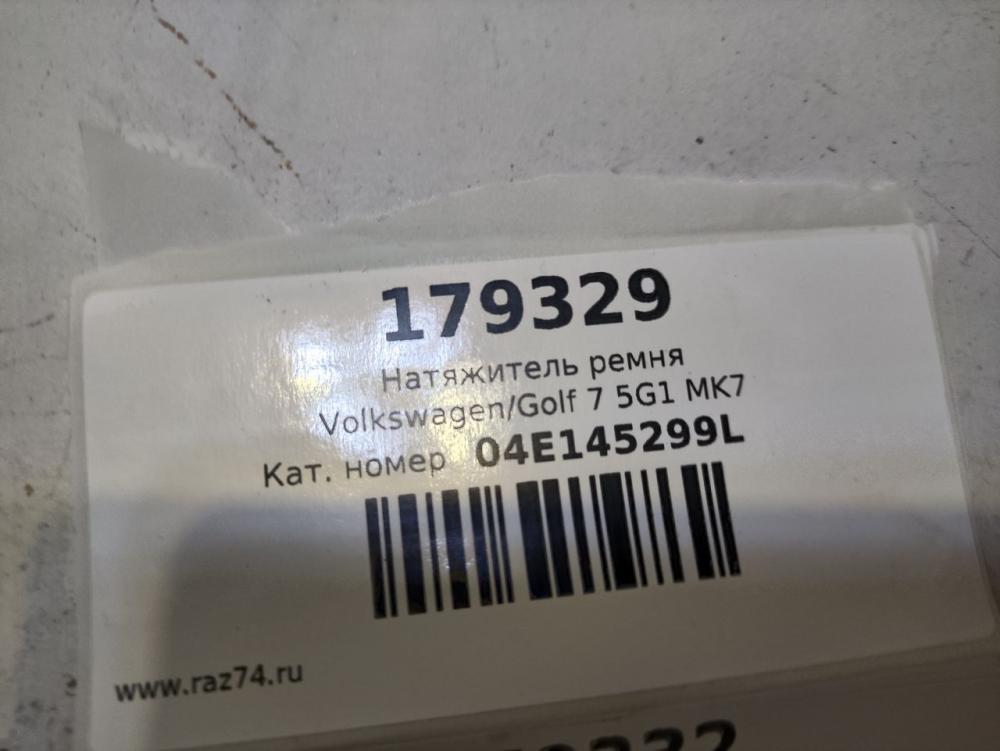 179329
Натяжитель ремня
Volkswagen/Golf 7 5G1 MK7
Кат. номер 04E145299L
www.raz74.ru